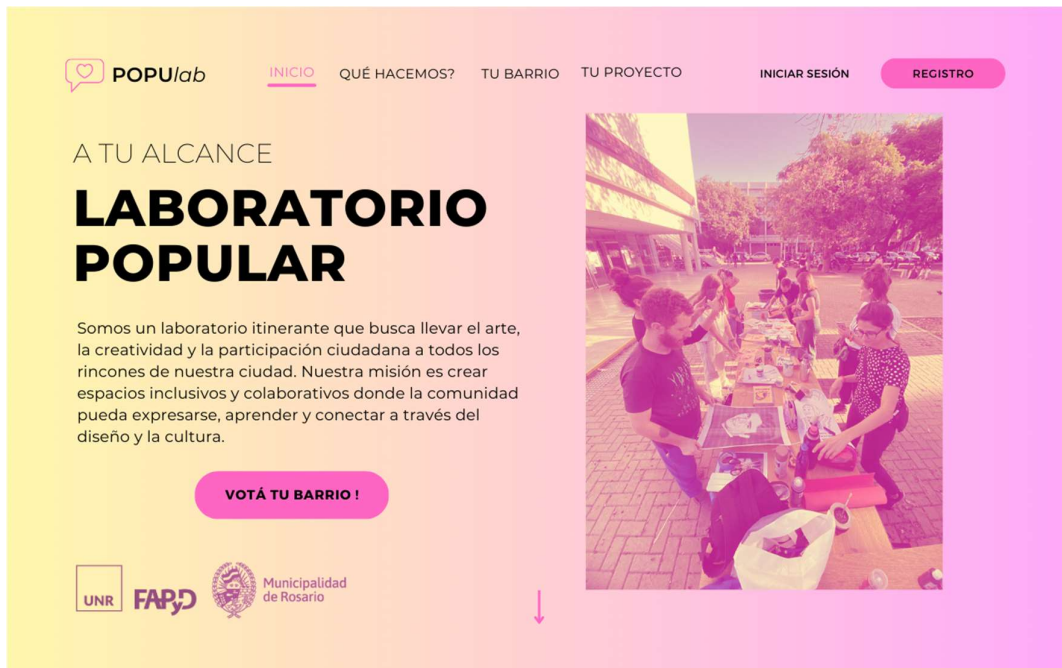 POPUlab
INICIO
QUÉ HACEMOS?
TU BARRIO
TU PROYECTO
INICIAR SESIÓN
REGISTRO
A TU ALCANCE
LABORATORIO
POPULAR
Somos un laboratorio itinerante que busca llevar el arte,
la creatividad y la participación ciudadana a todos los
rincones de nuestra ciudad. Nuestra misión es crear
espacios inclusivos y colaborativos donde la comunidad
pueda expresarse, aprender y conectar a través del
diseño y la cultura.
VOTÁ TU BARRIO !
UNR
FAPyD
Municipalidad
de Rosario